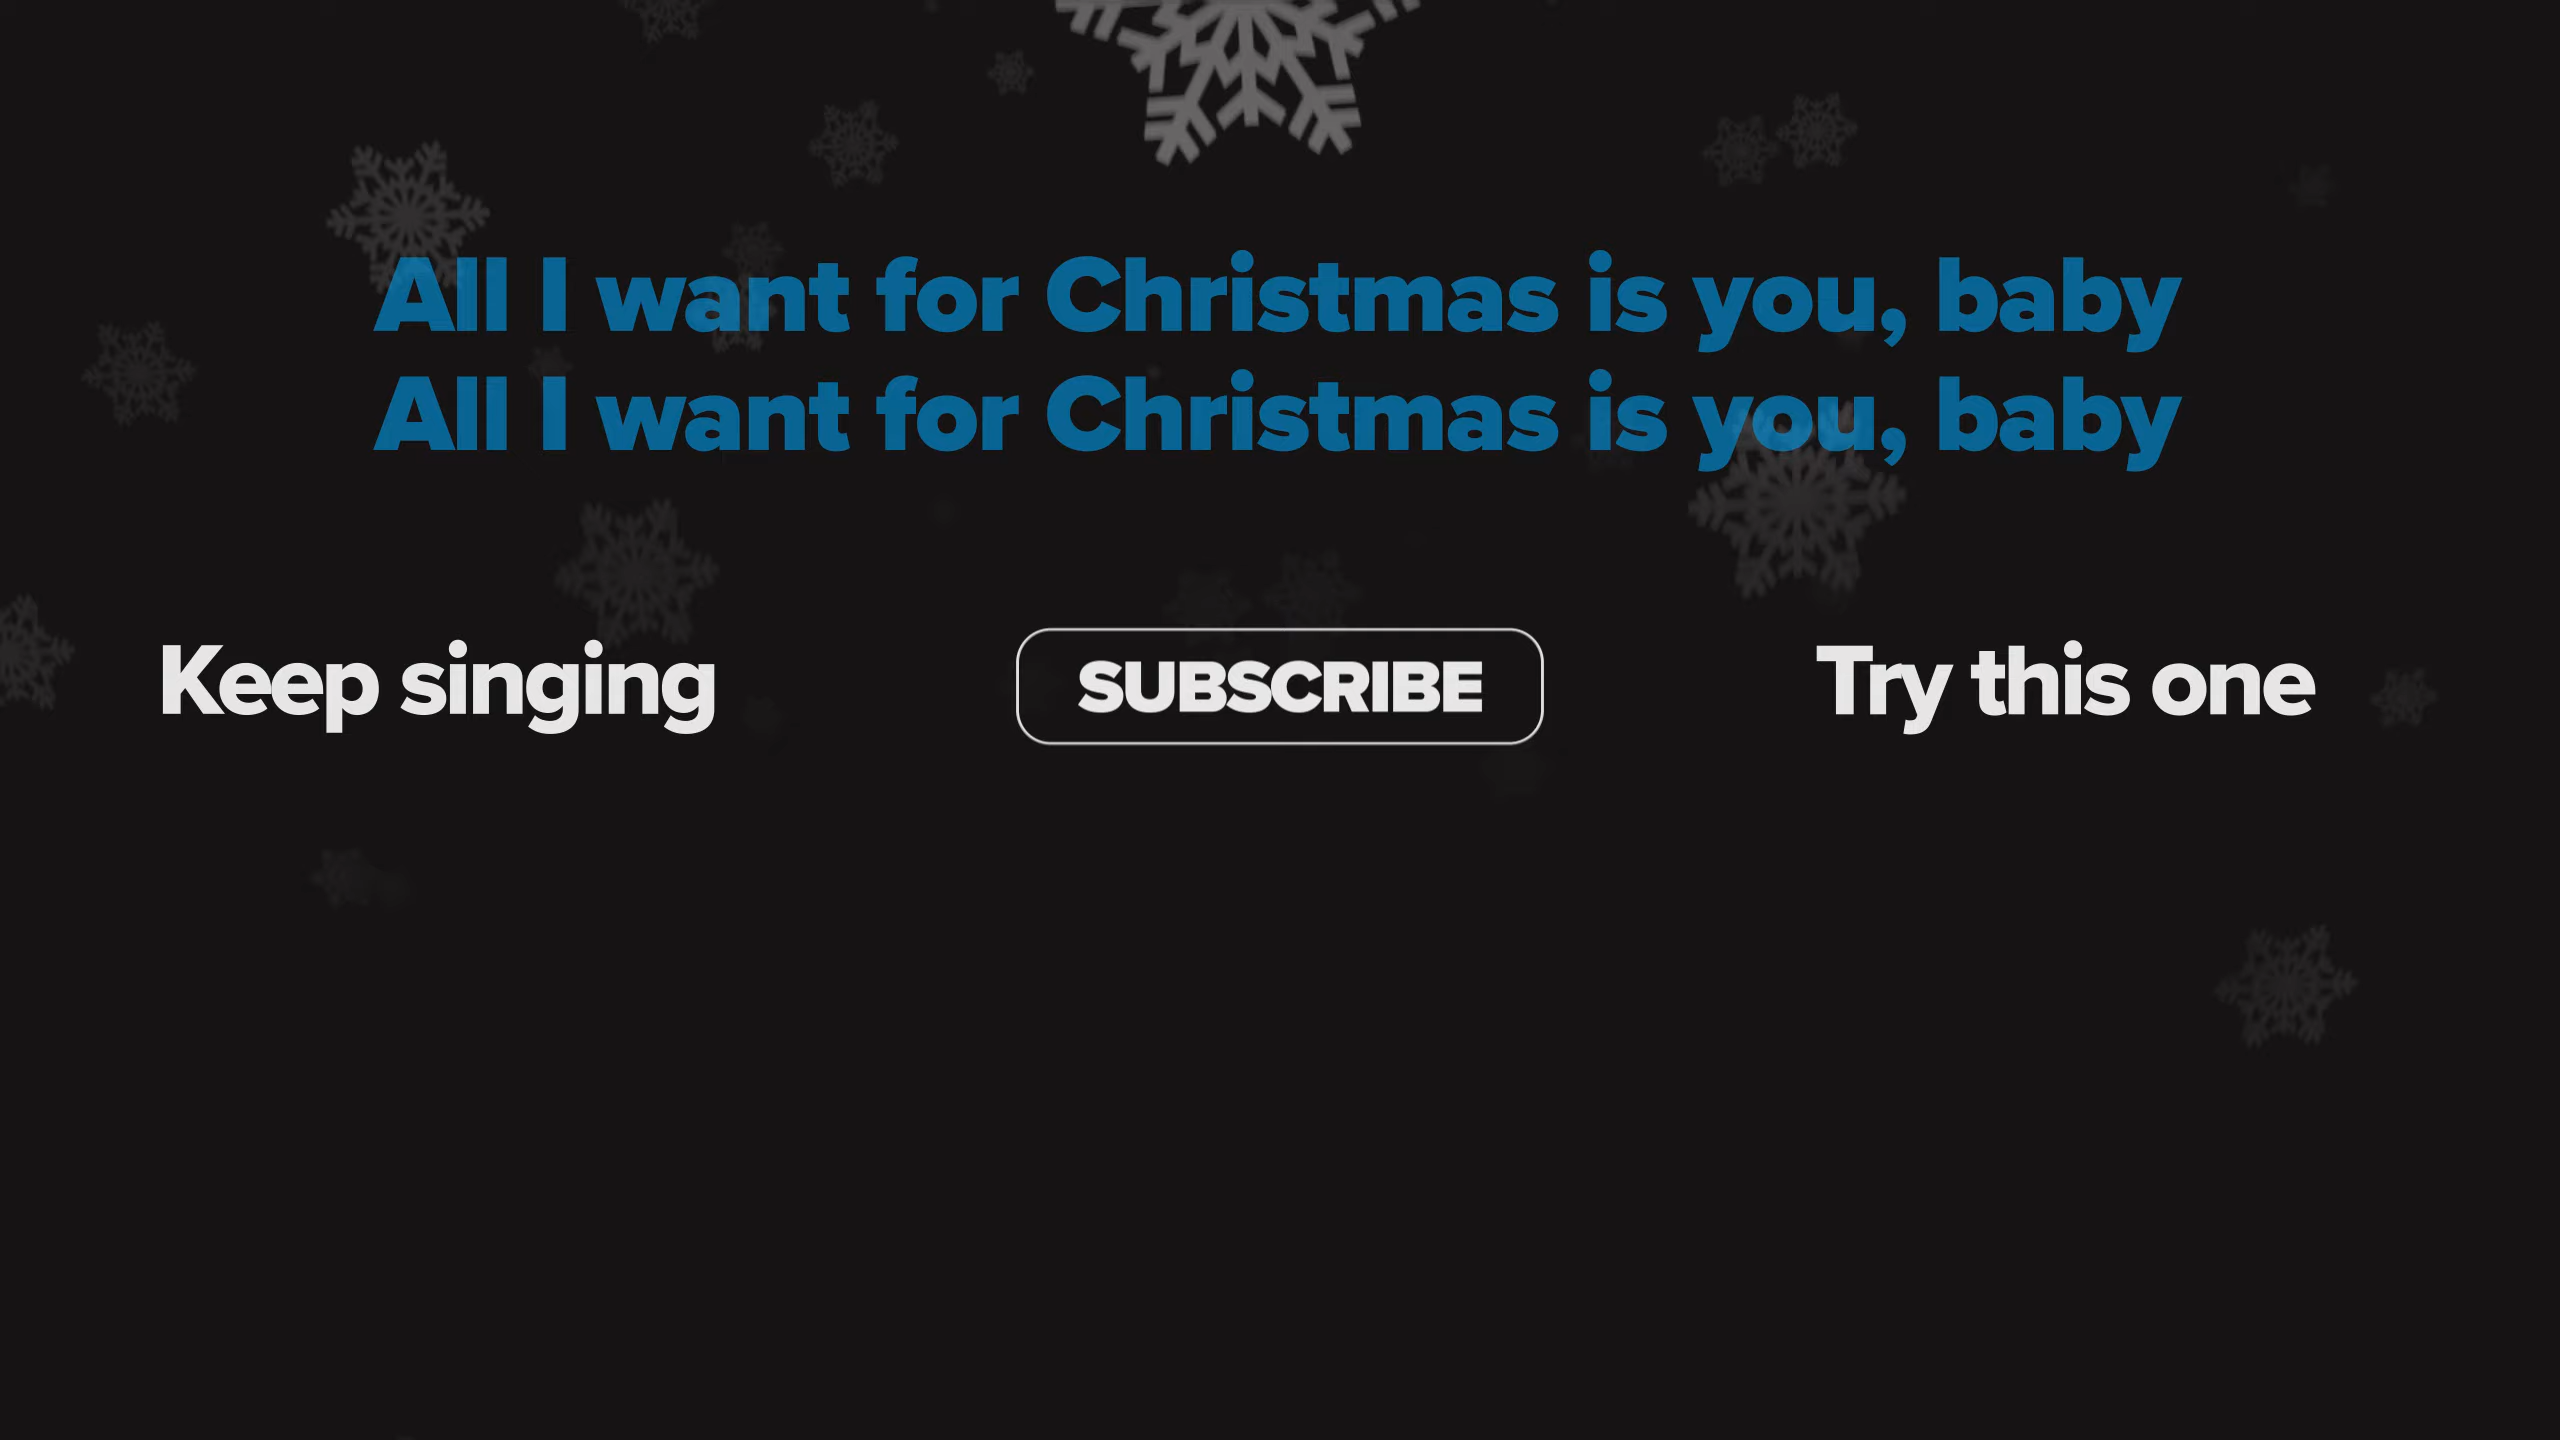 All I want for Christmas is you, baby
All I want for Christmas is you, baby
Keep singing
SUBSCRIBE
Try this one